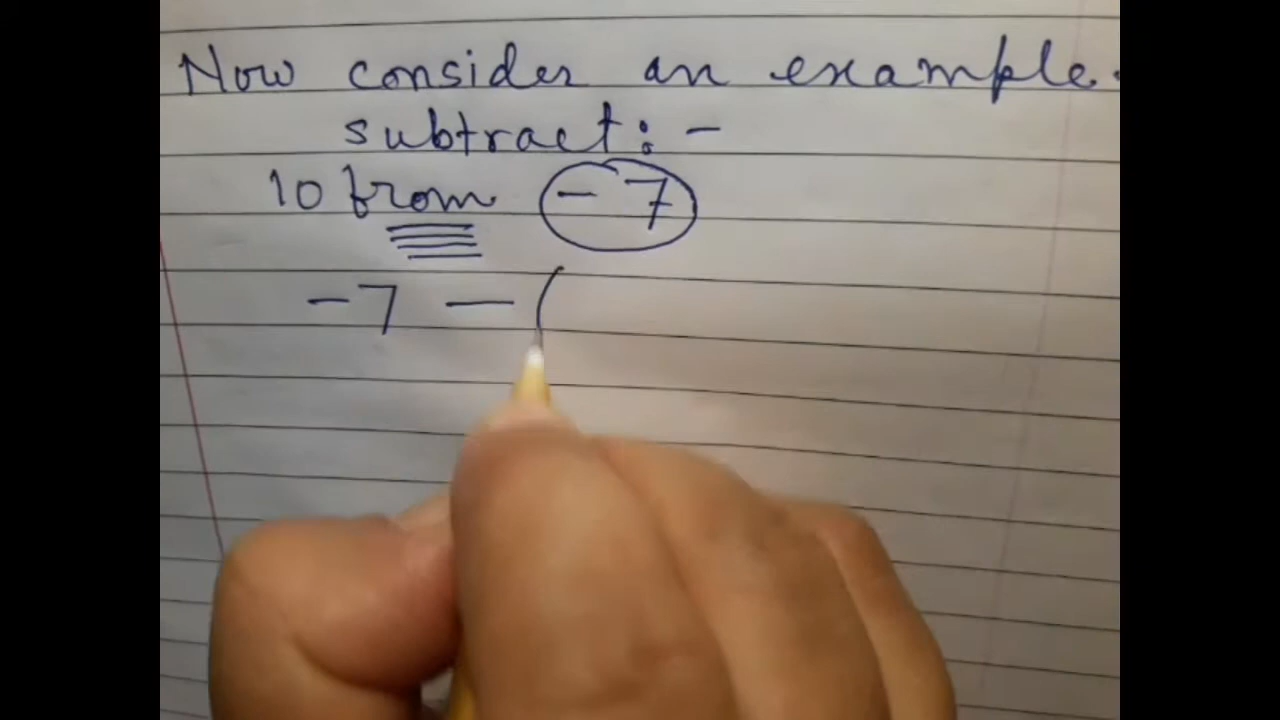 Now consider an example.
subtract: -
10 from - 7
- 7 - (